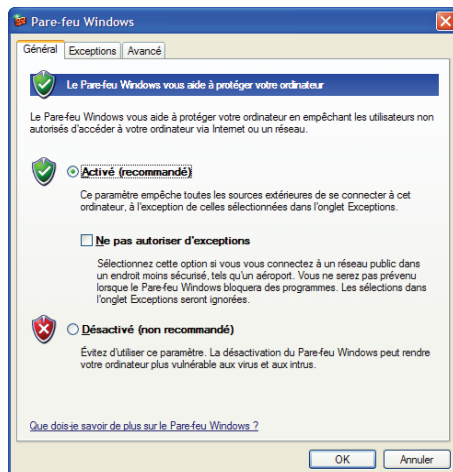 Pare-feu Windows
Général Exceptions Avancé
Le Pare-feu Windows vous aide à protéger votre ordinateur
Le Pare-feu Windows vous aide à protéger votre ordinateur en empêchant les utilisateurs non
autorisés d'accéder à votre ordinateur via Internet ou un réseau.
Activé (recommandé)
Ce paramètre empêche toutes les sources extérieures de se connecter à cet
ordinateur, à l'exception de celles sélectionnées dans l'onglet Exceptions.
Ne pas autoriser d'exceptions
Sélectionnez cette option si vous vous connectez à un réseau public dans
un endroit moins sécurisé, tels qu'un aéroport. Vous ne serez pas prévenu
lorsque le Pare-feu Windows bloquera des programmes. Les sélections dans
l'onglet Exceptions seront ignorées.
Désactivé (non recommandé)
Évitez d'utiliser ce paramètre. La désactivation du Pare-feu Windows peut rendre
votre ordinateur plus vulnérable aux virus et aux intrus.
Que dois-je savoir de plus sur le Pare-feu Windows ?
OK Annuler